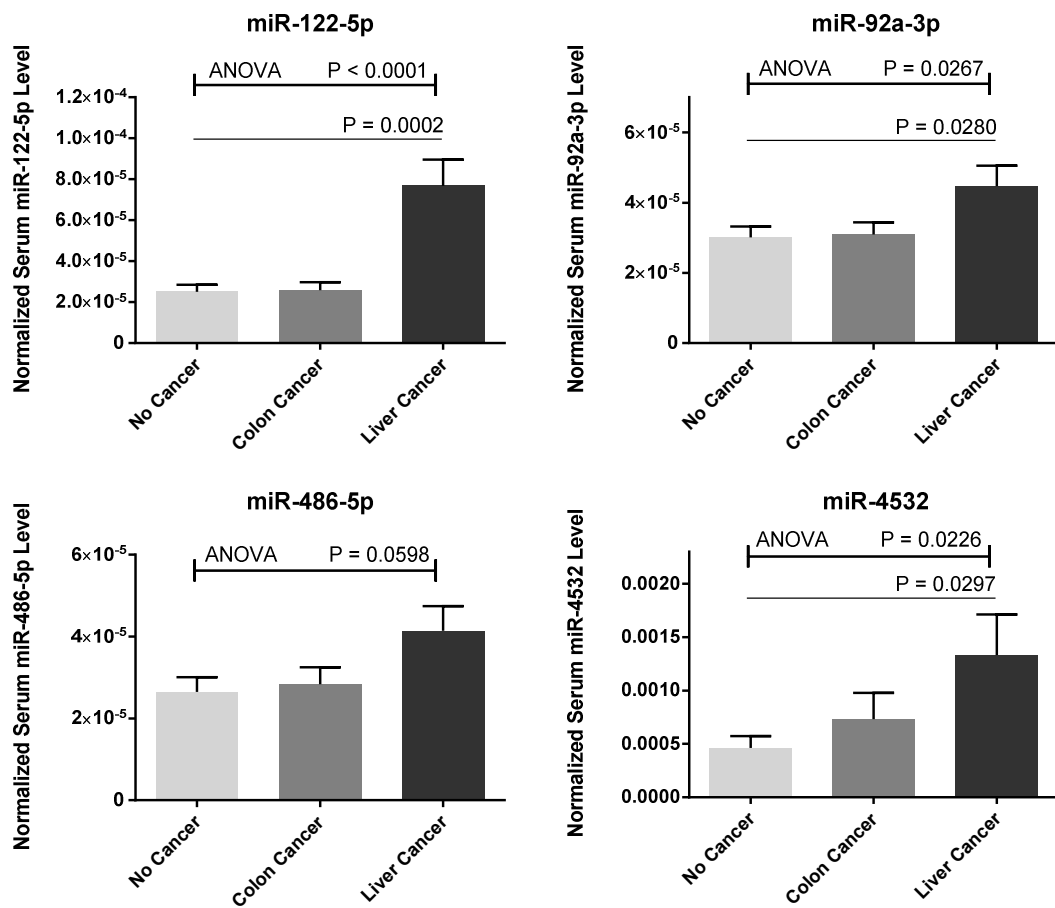 miR-122-5p
ANOVA P < 0.0001
P = 0.0002
Normalized Serum miR-122-5p Level
1.2×10⁻⁴
1.0×10⁻⁴
8.0×10⁻⁵
6.0×10⁻⁵
4.0×10⁻⁵
2.0×10⁻⁵
0
No Cancer
Colon Cancer
Liver Cancer
miR-92a-3p
ANOVA P = 0.0267
P = 0.0280
Normalized Serum miR-92a-3p Level
6×10⁻⁵
4×10⁻⁵
2×10⁻⁵
0
No Cancer
Colon Cancer
Liver Cancer
miR-486-5p
ANOVA P = 0.0598
Normalized Serum miR-486-5p Level
6×10⁻⁵
4×10⁻⁵
2×10⁻⁵
0
No Cancer
Colon Cancer
Liver Cancer
miR-4532
ANOVA P = 0.0226
P = 0.0297
Normalized Serum miR-4532 Level
0.0020
0.0015
0.0010
0.0005
0.0000
No Cancer
Colon Cancer
Liver Cancer